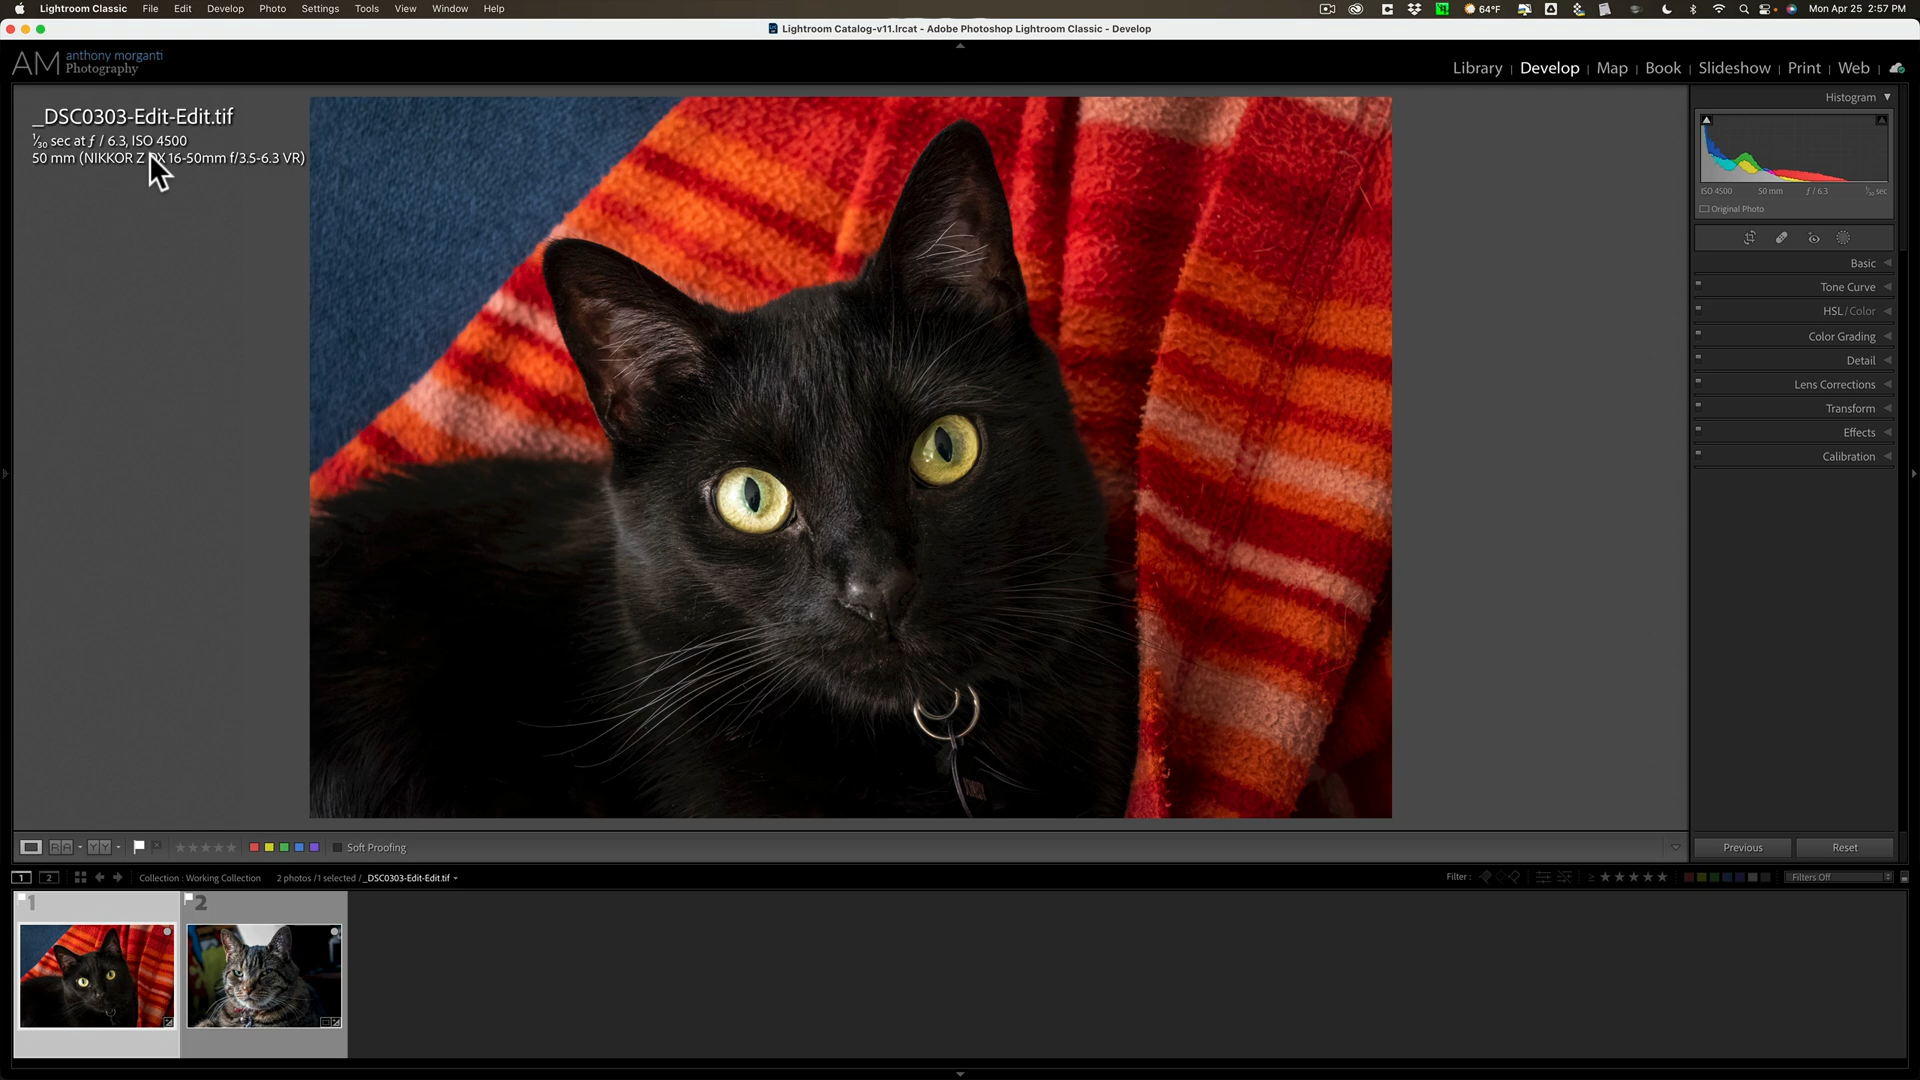 Lightroom Classic File Edit Develop Photo Settings Tools View Window Help 64°F Mon Apr 25 2:57 PM
Lightroom Catalog-v11.lrcat - Adobe Photoshop Lightroom Classic - Develop
AM anthony morganti
Photography
Library | Develop | Map | Book | Slideshow | Print | Web |
_DSC0303-Edit-Edit.tif
1/30 sec at ƒ / 6.3, ISO 4500
50 mm (NIKKOR Z DX 16-50mm f/3.5-6.3 VR)
Histogram
ISO 4500 50 mm ƒ / 6.3 1/30 sec
Original Photo
Basic
Tone Curve
HSL / Color
Color Grading
Detail
Lens Corrections
Transform
Effects
Calibration
Previous Reset
R A Y Y Soft Proofing
1 2 Collection : Working Collection 2 photos / 1 selected / _DSC0303-Edit-Edit.tif Filter : Filters Off
1 2